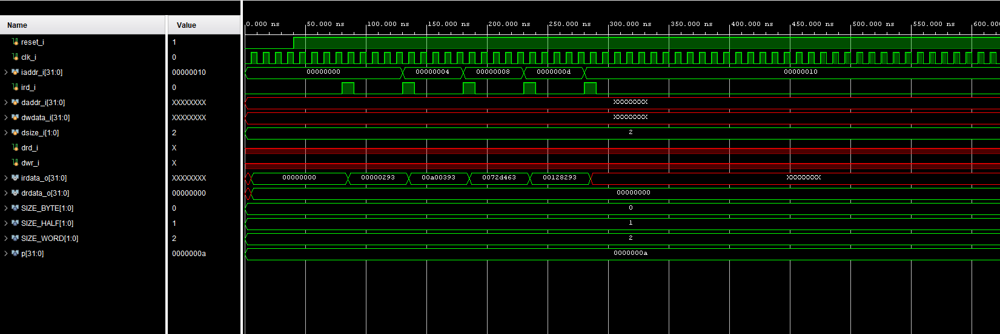 Name Value
0.000 ns 50.000 ns 100.000 ns 150.000 ns 200.000 ns 250.000 ns 300.000 ns 350.000 ns 400.000 ns 450.000 ns 500.000 ns 550.000 ns
reset_i 1
clk_i 0
iaddr_i[31:0] 00000010 00000000 00000004 00000008 0000000d 00000010
ird_i 0
daddr_i[31:0] XXXXXXXX XXXXXXXX
dwdata_i[31:0] XXXXXXXX XXXXXXXX
dsize_i[1:0] 2 2
drd_i X
dwr_i X
irdata_o[31:0] XXXXXXXX 00000000 00000293 00a00393 0072d463 00128293 XXXXXXXX
drdata_o[31:0] 00000000 00000000
SIZE_BYTE[1:0] 0 0
SIZE_HALF[1:0] 1 1
SIZE_WORD[1:0] 2 2
p[31:0] 0000000a 0000000a